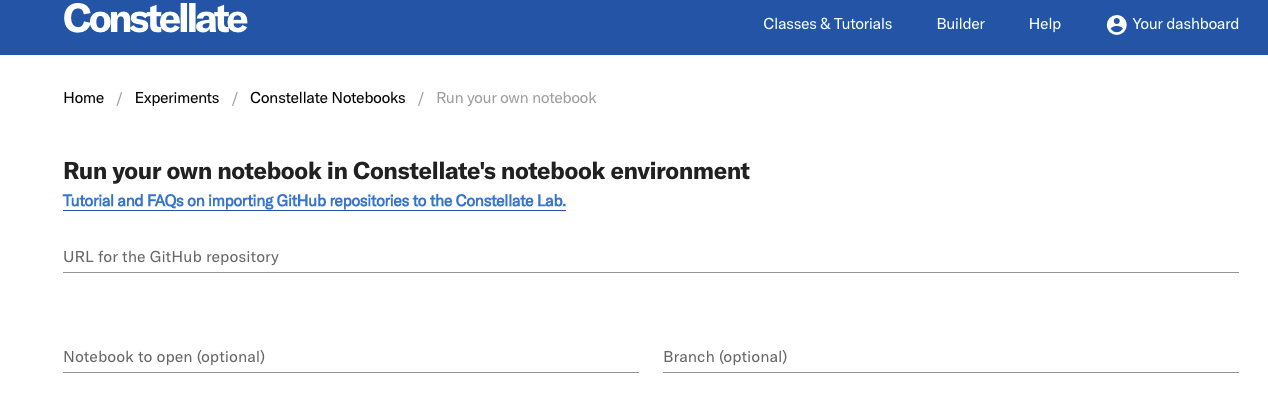 Constellate
Classes & Tutorials Builder Help Your dashboard
Home / Experiments / Constellate Notebooks / Run your own notebook
Run your own notebook in Constellate's notebook environment
Tutorial and FAQs on importing GitHub repositories to the Constellate Lab.
URL for the GitHub repository
Notebook to open (optional) Branch (optional)